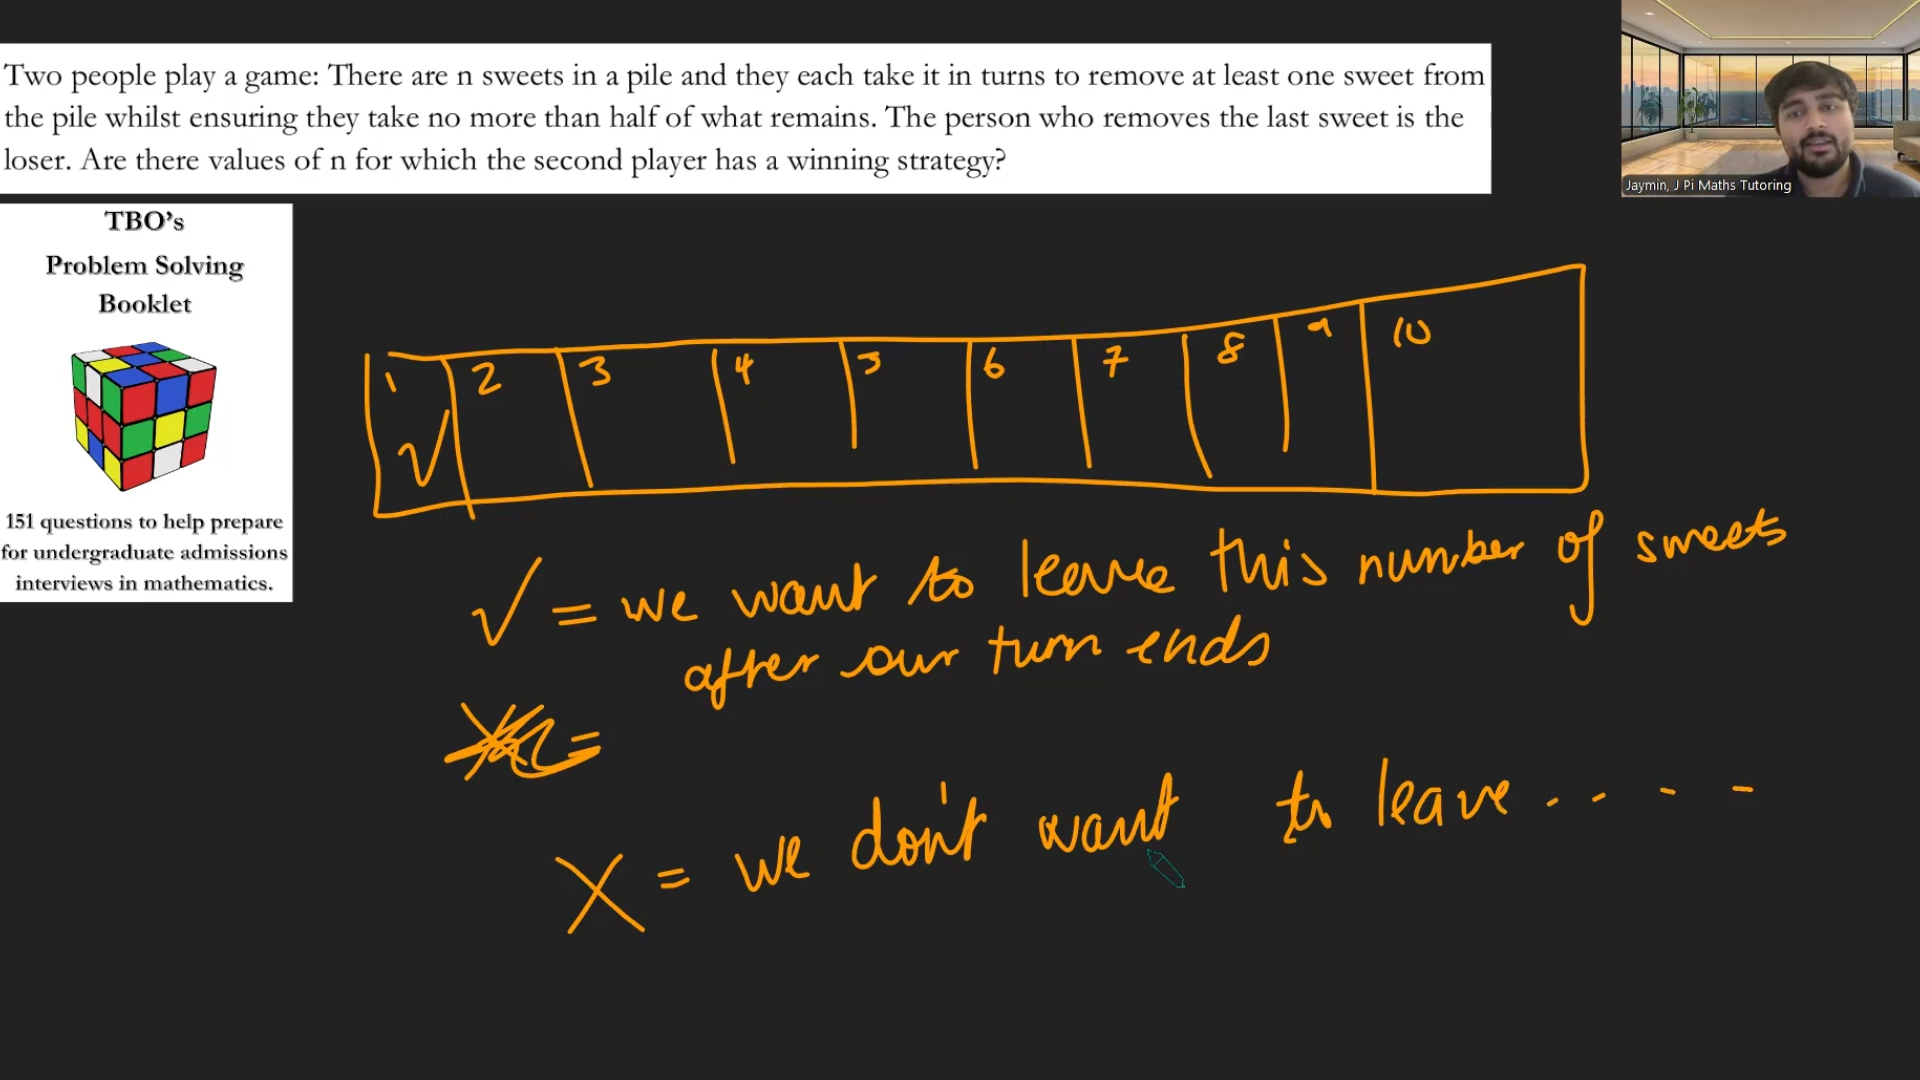 Two people play a game: There are n sweets in a pile and they each take it in turns to remove at least one sweet from
the pile whilst ensuring they take no more than half of what remains. The person who removes the last sweet is the
loser. Are there values of n for which the second player has a winning strategy?
Jaymin, J Pi Maths Tutoring
TBO's
Problem Solving
Booklet
151 questions to help prepare
for undergraduate admissions
interviews in mathematics.
1 2 3 4 5 6 7 8 9 10
✓
✓ = we want to leave this number of sweets
after our turn ends
=
X = we don't want to leave . . . .